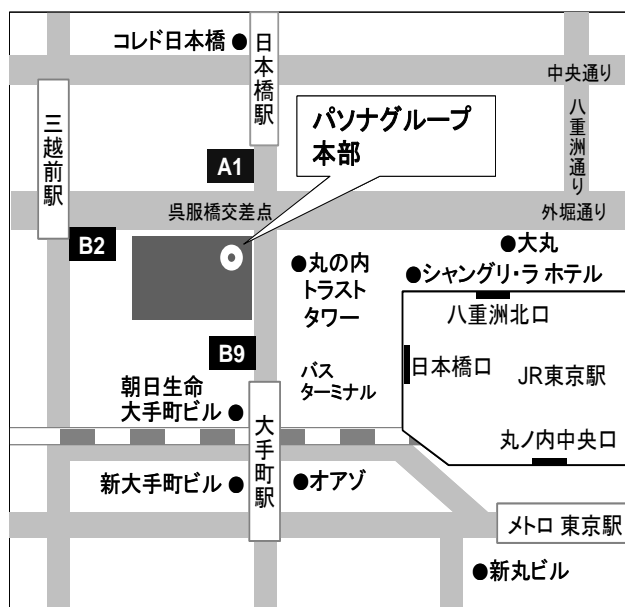 コレド日本橋
日本橋駅
中央通り
三越前駅
八重洲通り
パソナグループ
本部
A1
呉服橋交差点
外堀通り
B2
大丸
丸の内
トラスト
タワー
シャングリ・ラ ホテル
八重洲北口
B9
日本橋口
JR東京駅
バス
ターミナル
朝日生命
大手町ビル
大手町駅
丸ノ内中央口
新大手町ビル
オアゾ
メトロ 東京駅
新丸ビル